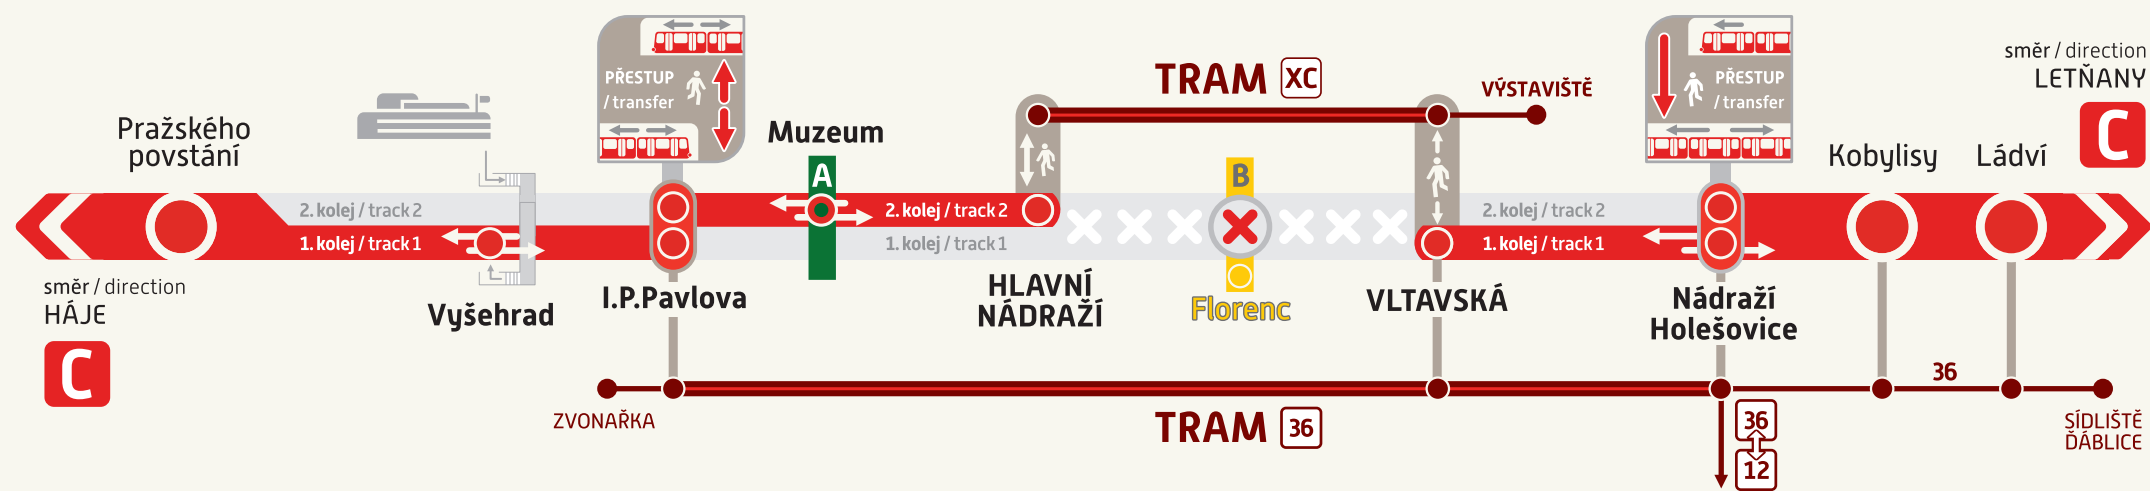 Pražského
povstání
2. kolej / track 2
1. kolej / track 1
směr / direction
HÁJE
C
Vyšehrad
PŘESTUP
/ transfer
I.P.Pavlova
Muzeum
A
2. kolej / track 2
1. kolej / track 1
HLAVNÍ
NÁDRAŽÍ
TRAM XC
VÝSTAVIŠTĚ
B
Florenc
VLTAVSKÁ
2. kolej / track 2
1. kolej / track 1
PŘESTUP
/ transfer
Nádraží
Holešovice
Kobylisy
Ládví
směr / direction
LETŇANY
C
ZVONAŘKA
TRAM 36
36
12
36
SÍDLIŠTĚ
ĎÁBLICE